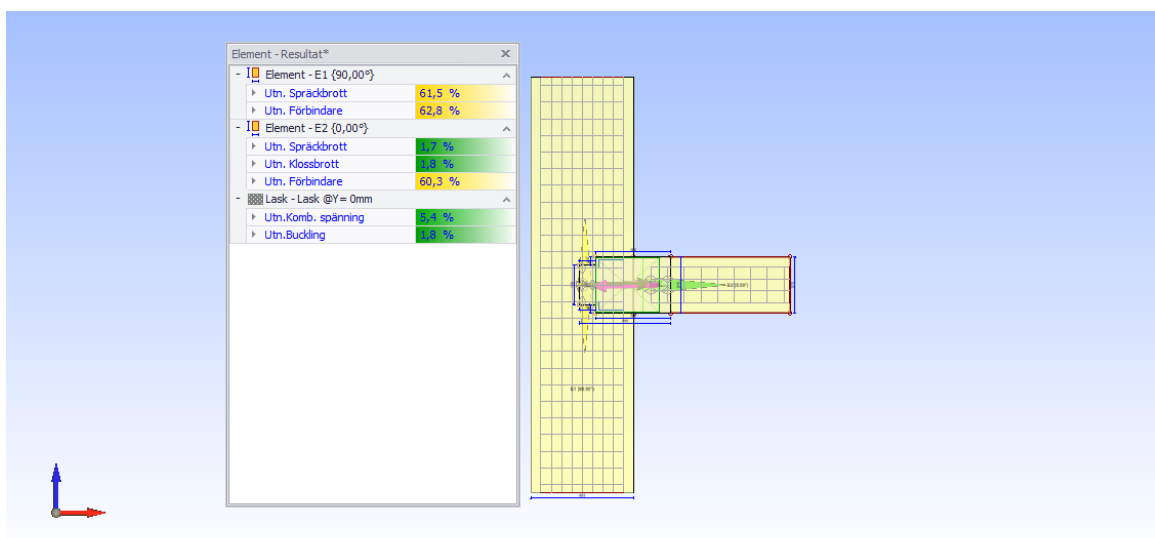 Element - Resultat*
Element - E1 {90,00°}
Utn. Spräckbrott 61,5 %
Utn. Förbindare 62,8 %
Element - E2 {0,00°}
Utn. Spräckbrott 1,7 %
Utn. Klossbrott 1,8 %
Utn. Förbindare 60,3 %
Lask - Lask @Y= 0mm
Utn.Komb. spänning 5,4 %
Utn.Buckling 1,8 %